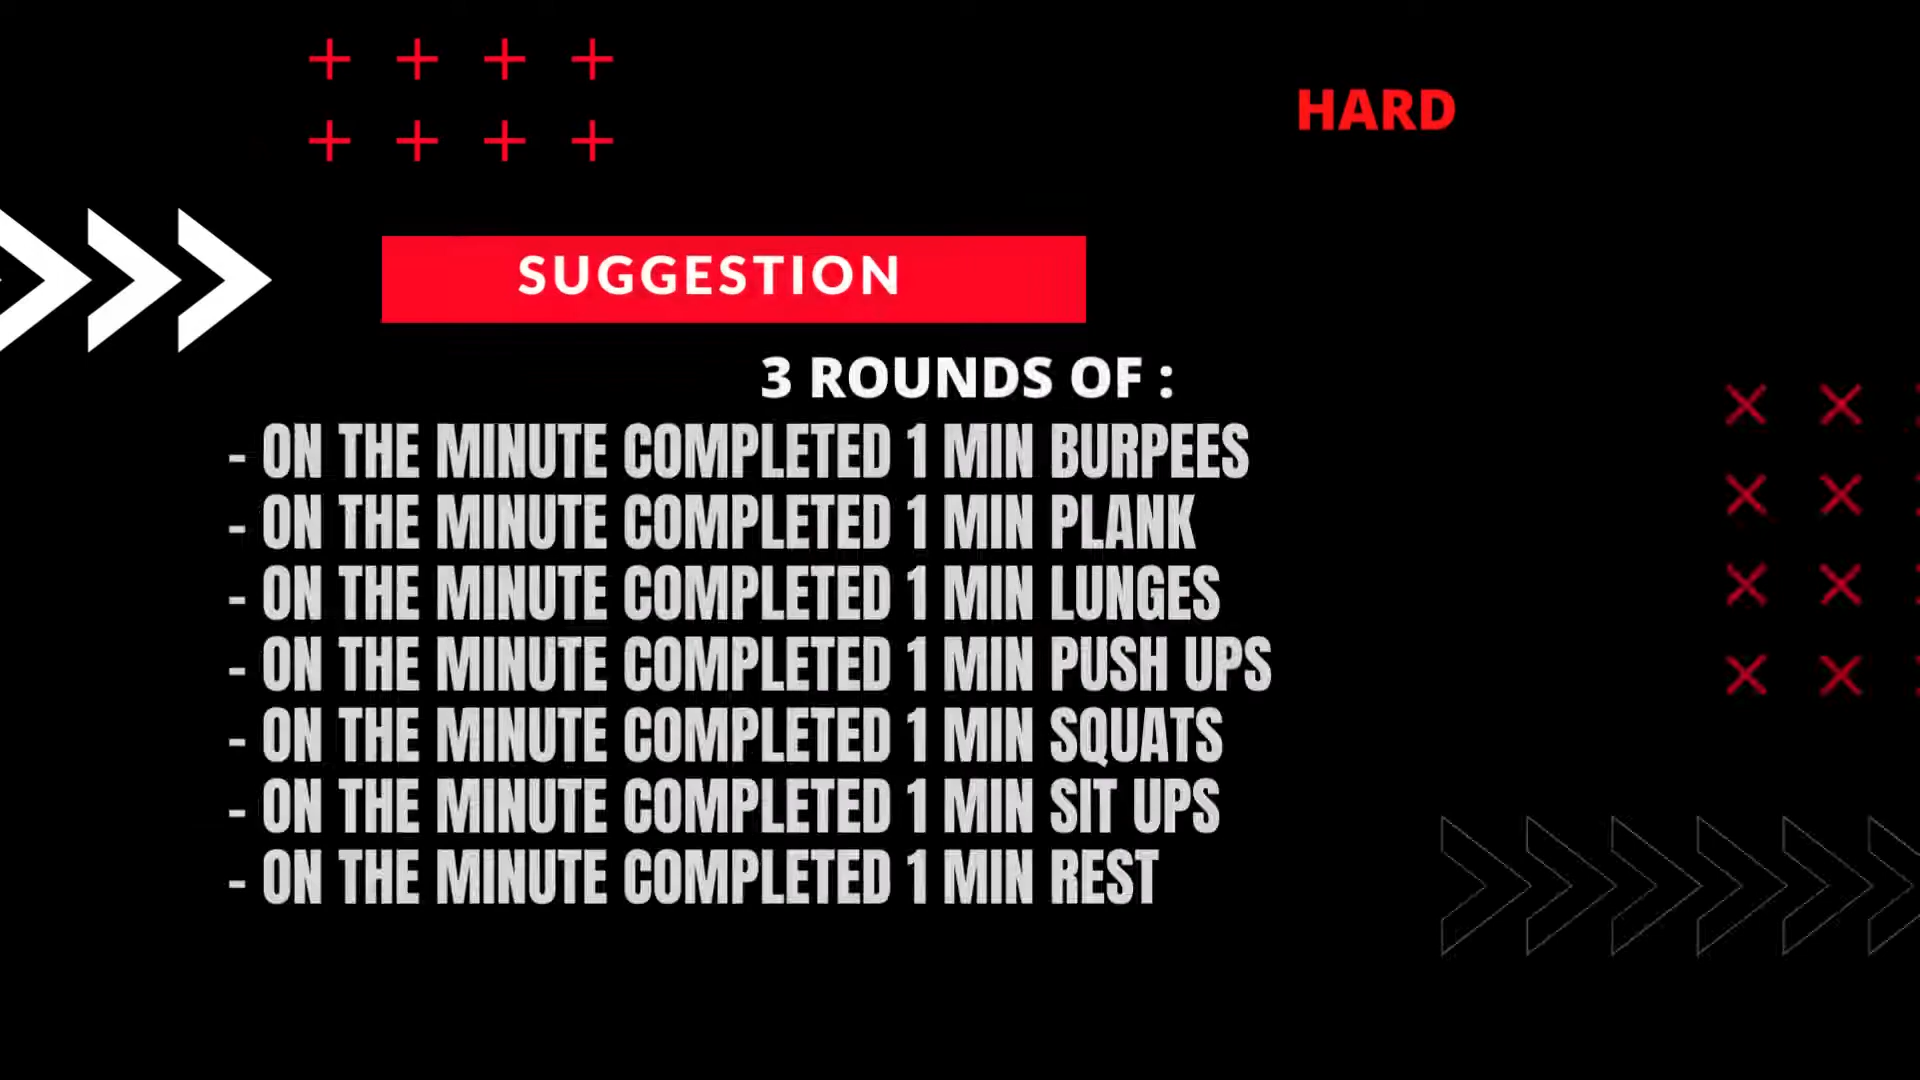 HARD
SUGGESTION
3 ROUNDS OF :
- ON THE MINUTE COMPLETED 1 MIN BURPEES
- ON THE MINUTE COMPLETED 1 MIN PLANK
- ON THE MINUTE COMPLETED 1 MIN LUNGES
- ON THE MINUTE COMPLETED 1 MIN PUSH UPS
- ON THE MINUTE COMPLETED 1 MIN SQUATS
- ON THE MINUTE COMPLETED 1 MIN SIT UPS
- ON THE MINUTE COMPLETED 1 MIN REST